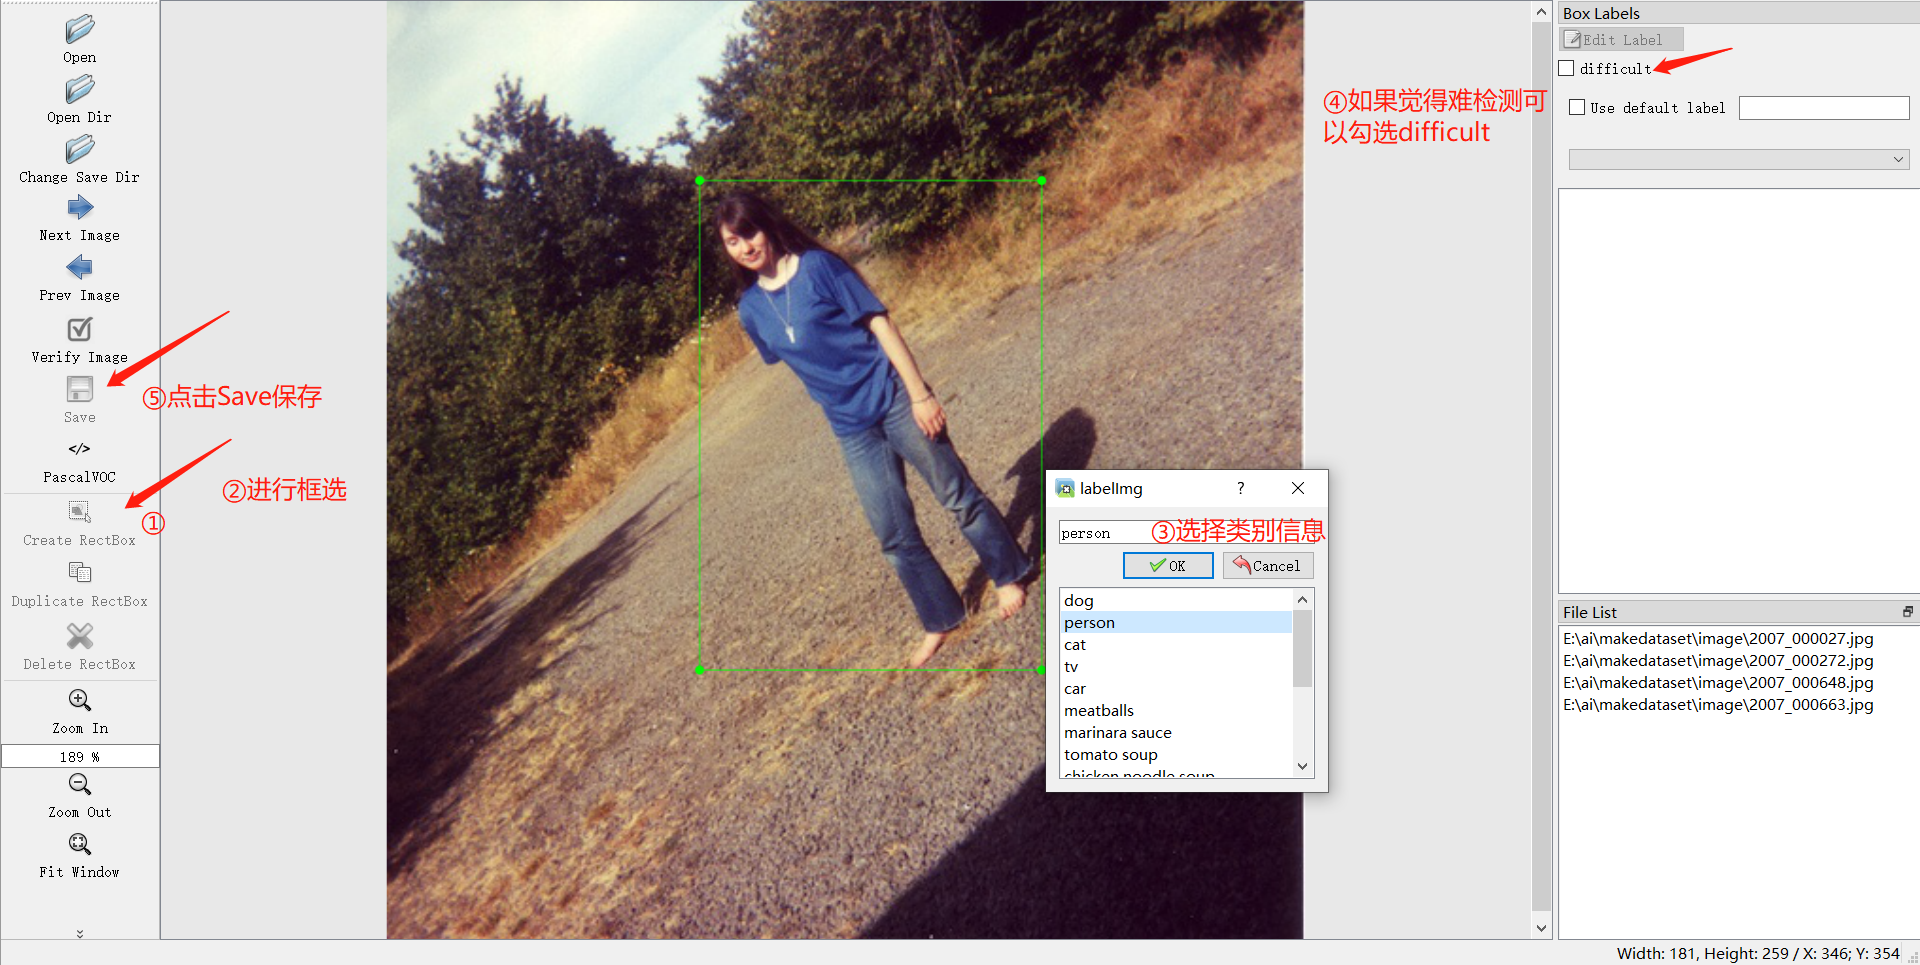 Open
Open Dir
Change Save Dir
Next Image
Prev Image
Verify Image
Save
</>
PascalVOC
Create RectBox
Duplicate RectBox
Delete RectBox
Zoom In
189 %
Zoom Out
Fit Window
⑤点击Save保存
②进行框选
①
④如果觉得难检测可
以勾选difficult
labelImg
?
person
③选择类别信息
OK
Cancel
dog
person
cat
tv
car
meatballs
marinara sauce
tomato soup
chicken noodle soup
Box Labels
Edit Label
difficult
Use default label
File List
E:\ai\makedataset\image\2007_000027.jpg
E:\ai\makedataset\image\2007_000272.jpg
E:\ai\makedataset\image\2007_000648.jpg
E:\ai\makedataset\image\2007_000663.jpg
Width: 181, Height: 259 / X: 346; Y: 354